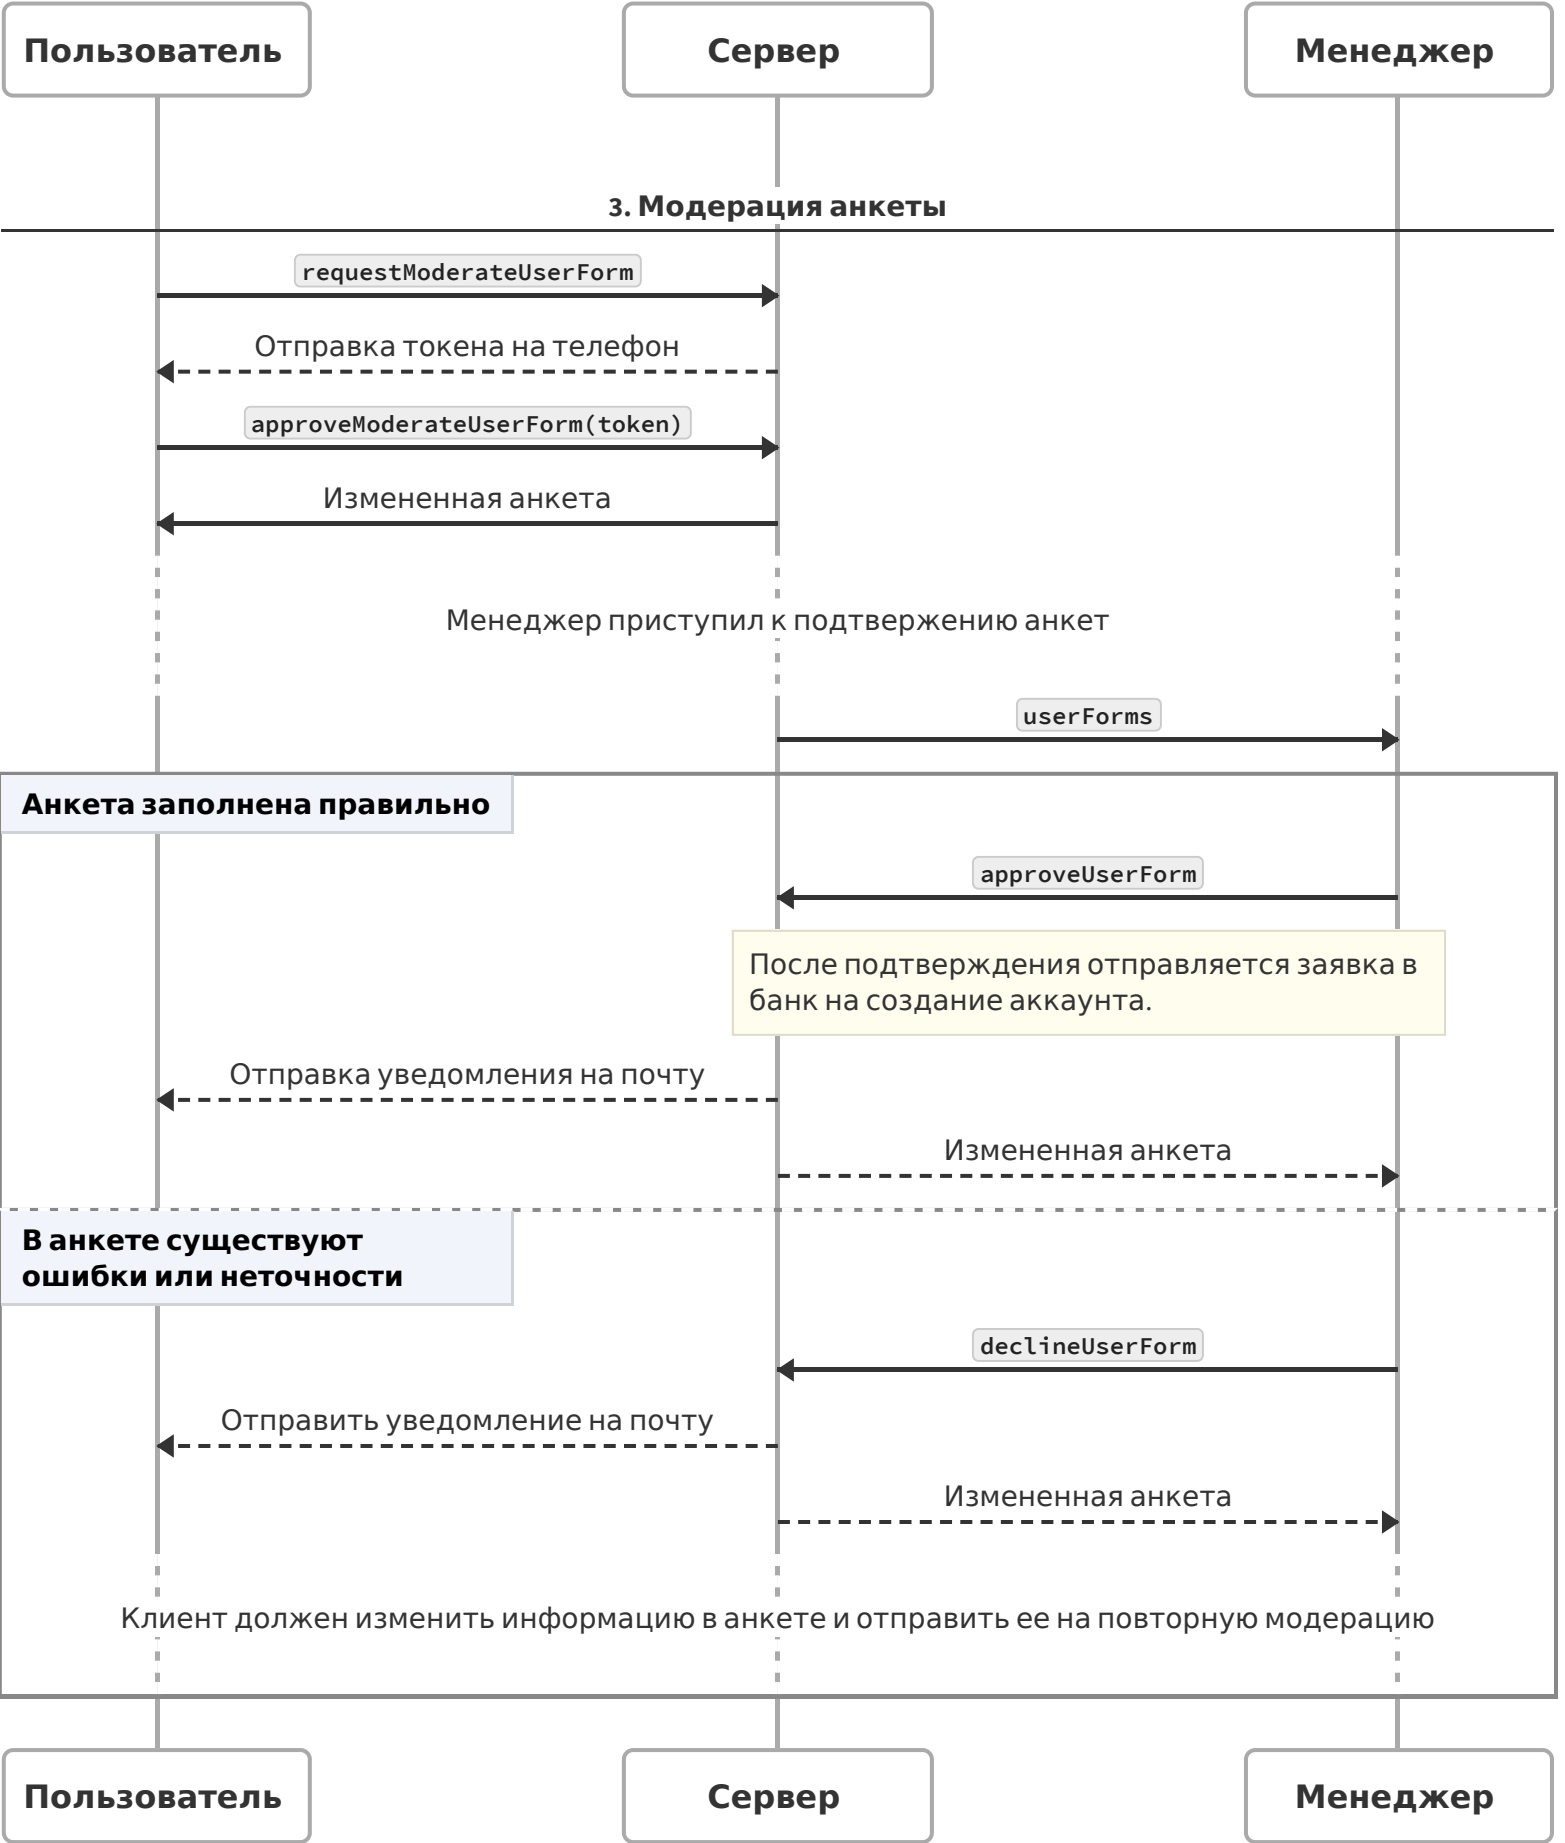 Пользователь
Сервер
Менеджер
3. Модерация анкеты
requestModerateUserForm
Отправка токена на телефон
approveModerateUserForm(token)
Измененная анкета
Менеджер приступил к подтвержению анкет
userForms
Анкета заполнена правильно
approveUserForm
После подтверждения отправляется заявка в
банк на создание аккаунта.
Отправка уведомления на почту
Измененная анкета
В анкете существуют
ошибки или неточности
declineUserForm
Отправить уведомление на почту
Измененная анкета
Клиент должен изменить информацию в анкете и отправить ее на повторную модерацию
Пользователь
Сервер
Менеджер